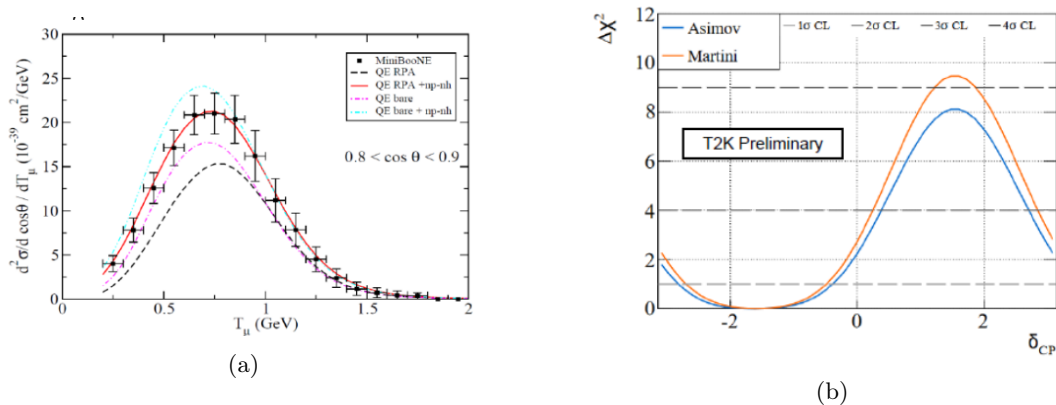 d²σ/d cosθ / dTμ (10⁻³⁹ cm²/GeV)
30
25
20
15
10
5
0
0
0.5
1
1.5
2
Tμ (GeV)
MiniBooNE
QE RPA
QE RPA +np-nh
QE bare
QE bare + np-nh
0.8 < cos θ < 0.9
(a)
Δχ²
12
10
8
6
4
2
0
-2
0
2
δCP
Asimov
Martini
1σ CL
2σ CL
3σ CL
4σ CL
T2K Preliminary
(b)